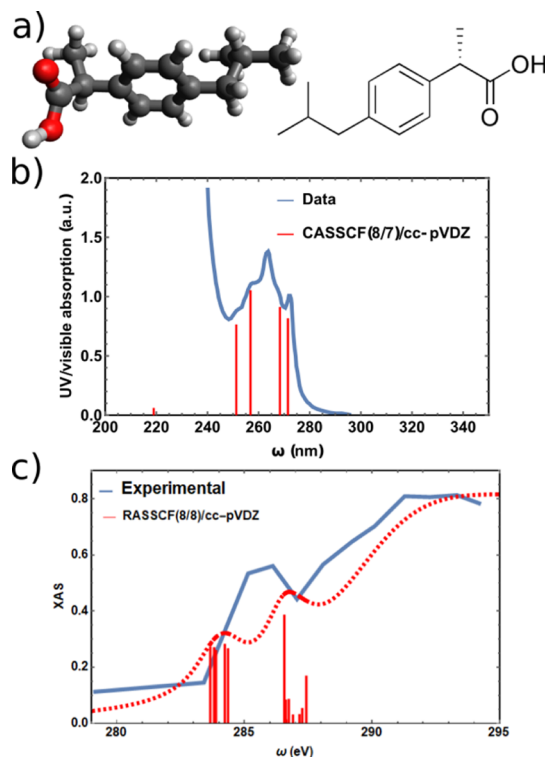 a)
OH
O
b)
2.0
1.5
1.0
0.5
0.0
UV/visible absorption (a.u.)
Data
CASSCF(8/7)/cc-pVDZ
200 220 240 260 280 300 320 340
ω (nm)
c)
0.8
0.6
0.4
0.2
0.0
XAS
Experimental
RASSCF(8/8)/cc-pVDZ
280 285 290 295
ω (eV)